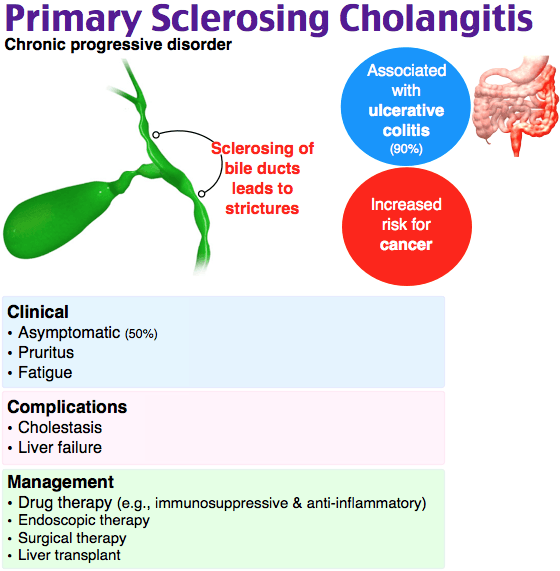 Primary Sclerosing Cholangitis
Chronic progressive disorder
Sclerosing of
bile ducts
leads to
strictures
Associated
with
ulcerative
colitis
(90%)
Increased
risk for
cancer
Clinical
• Asymptomatic (50%)
• Pruritus
• Fatigue
Complications
• Cholestasis
• Liver failure
Management
• Drug therapy (e.g., immunosuppressive & anti-inflammatory)
• Endoscopic therapy
• Surgical therapy
• Liver transplant